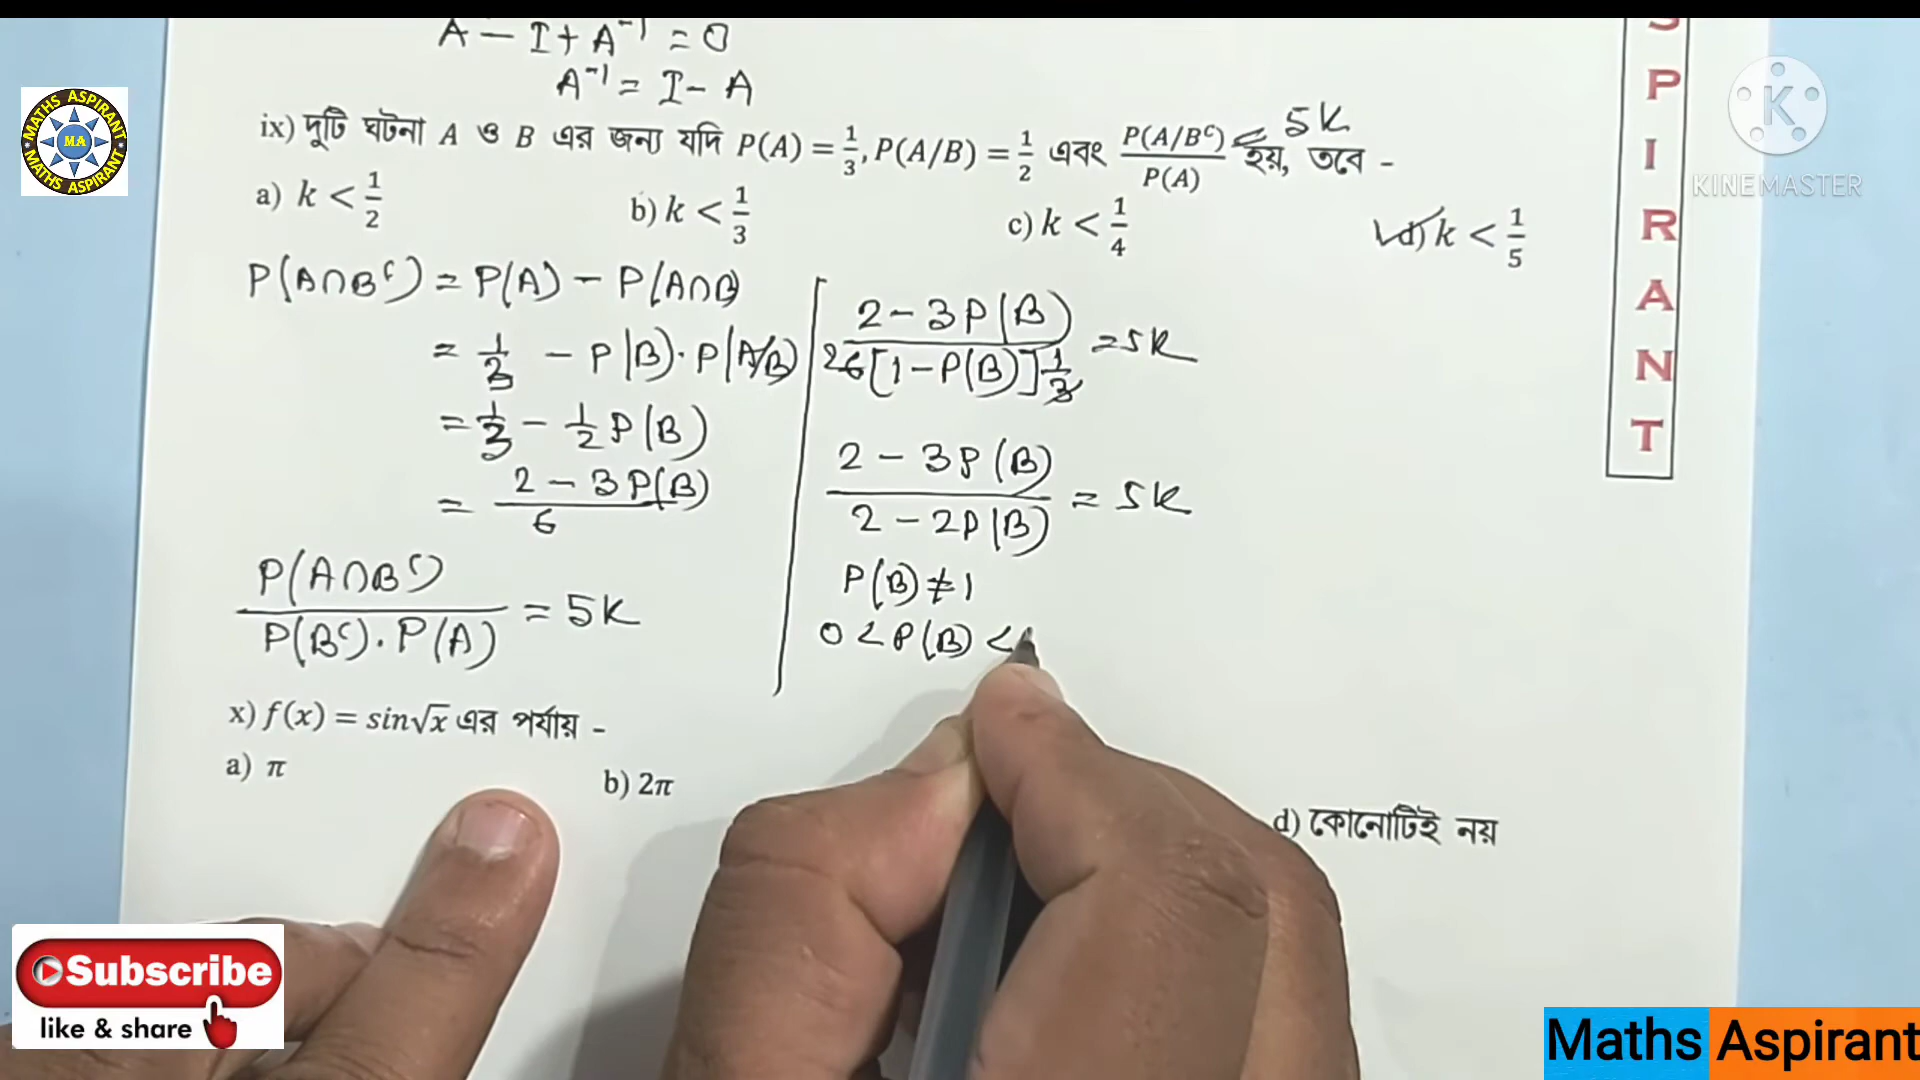 A - I + A⁻¹ = 0
A⁻¹ = I - A
ix) দুটি ঘটনা A ও B এর জন্য যদি P(A) = 1/3, P(A/B) = 1/2 এবং P(A/Bᶜ)/P(A) = 5K হয়, তবে -
a) k < 1/2
b) k < 1/3
c) k < 1/4
d) k < 1/5
P(A∩Bᶜ) = P(A) - P(A∩B)
= 1/3 - P(B)·P(A/B)
= 1/3 - 1/2 P(B)
= (2 - 3P(B))/6
P(A∩Bᶜ)/(P(Bᶜ)·P(A)) = 5K
(2 - 3P(B))/(6[1-P(B)]1/3) = 5K
(2 - 3P(B))/(2 - 2P(B)) = 5K
P(B) ≠ 1
0 < P(B) <
x) f(x) = sin√x এর পর্যায় -
a) π
b) 2π
d) কোনোটিই নয়
PIRANT
MATHS ASPIRANT
MA
MATHS ASPIRANT
K
KINEMASTER
Subscribe
like & share
Maths Aspirant